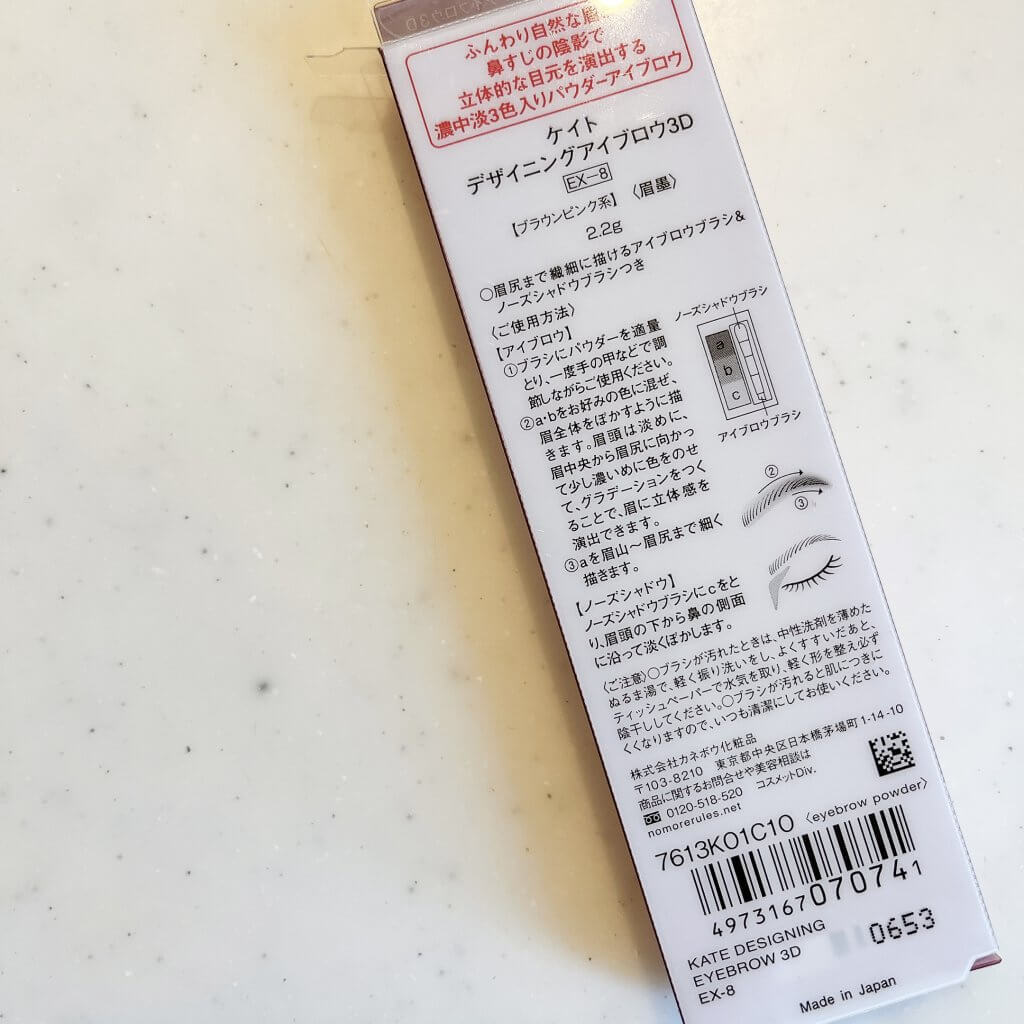 ふんわり自然な眉
鼻すじの陰影で
立体的な目元を演出する
濃中淡3色入りパウダーアイブロウ
ケイト
デザイニングアイブロウ3D
EX-8
【ブラウンピンク系】〈眉墨〉
2.2g
○眉尻まで繊細に描けるアイブロウブラシ&
ノーズシャドウブラシつき
〈ご使用方法〉
【アイブロウ】
①ブラシにパウダーを適量
とり、一度手の甲などで調
節しながらご使用ください。
②a・bをお好みの色に混ぜ、
眉全体をぼかすように描
きます。眉頭は淡めに、
眉中央から眉尻に向かっ
て少し濃いめに色をのせ
て、グラデーションをつく
ることで、眉に立体感を
演出できます。
③aを眉山~眉尻まで細く
描きます。
【ノーズシャドウ】
ノーズシャドウブラシにcをと
り、眉頭の下から鼻の側面
に沿って淡くぼかします。
ノーズシャドウブラシ
a
b
c
アイブロウブラシ
②
③
〈ご注意〉○ブラシが汚れたときは、中性洗剤を薄めた
ぬるま湯で、軽く振り洗いをし、よくすすいだあと、
ティッシュペーパーで水気を取り、軽く形を整え必ず
陰干ししてください。○ブラシが汚れると肌につきに
くくなりますので、いつも清潔にしてお使いください。
株式会社カネボウ化粧品
〒103-8210 東京都中央区日本橋茅場町1-14-10
商品に関するお問合せや美容相談は
0120-518-520 コスメットDiv.
nomorerules.net
7613K01C10 〈eyebrow powder〉
4973167070741
KATE DESIGNING
EYEBROW 3D
EX-8
0653
Made in Japan